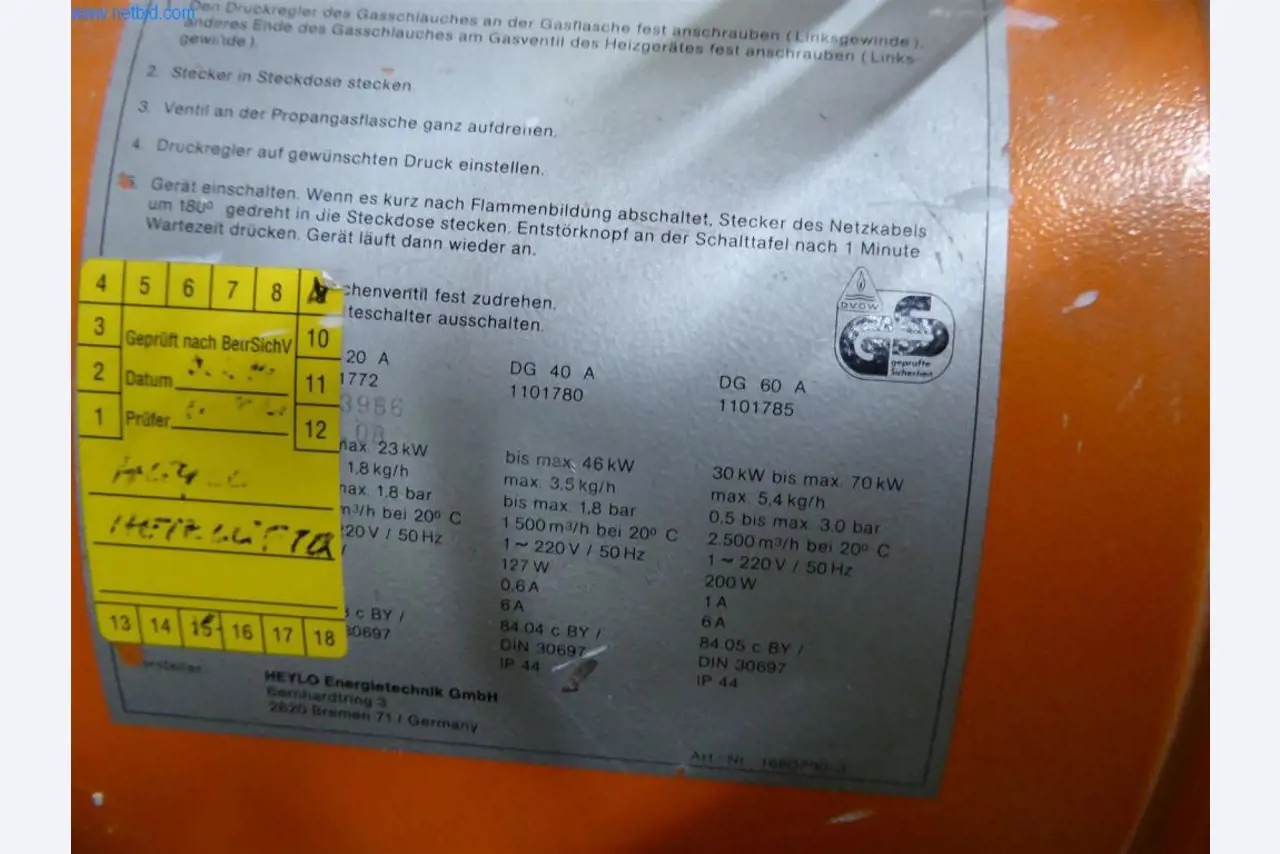 www.netbid.com
Den Druckregler des Gasschlauches an der Gasflasche fest anschrauben (Linksgewinde),
anderes Ende des Gasschlauches am Gasventil des Heizgerätes fest anschrauben (Links-
gewinde).
2. Stecker in Steckdose stecken
3. Ventil an der Propangasflasche ganz aufdrehen.
4. Druckregler auf gewünschten Druck einstellen.
5. Gerät einschalten. Wenn es kurz nach Flammenbildung abschaltet, Stecker des Netzkabels
um 180º gedreht in die Steckdose stecken. Entstörknopf an der Schalttafel nach 1 Minute
Wartezeit drücken. Gerät läuft dann wieder an.
chenventil fest zudrehen.
teschalter ausschalten.
DVGW
GS
geprüfte
Sicherheit
4 5 6 7 8
3 10
Geprüft nach BetrSichV
2 Datum 11
1 Prüfer 12
13 14 15 16 17 18
20 A
1772
3966
08
max. 23 kW
1,8 kg/h
max. 1,8 bar
m³/h bei 20º C
220 V / 50 Hz
c BY /
30697
DG 40 A
1101780
bis max. 46 kW
max. 3,5 kg/h
bis max. 1,8 bar
1 500 m³/h bei 20º C
1 ~ 220 V / 50 Hz
127 W
0,6 A
6 A
84.04 c BY /
DIN 30697
IP 44
DG 60 A
1101785
30 kW bis max. 70 kW
max. 5,4 kg/h
0.5 bis max. 3.0 bar
2.500 m³/h bei 20º C
1 ~ 220 V / 50 Hz
200 W
1 A
6 A
84 05 c BY /
DIN 30697
IP 44
HEYLO Energietechnik GmbH
Bernhardtring 3
2820 Bremen 71 / Germany
Art.-Nr.